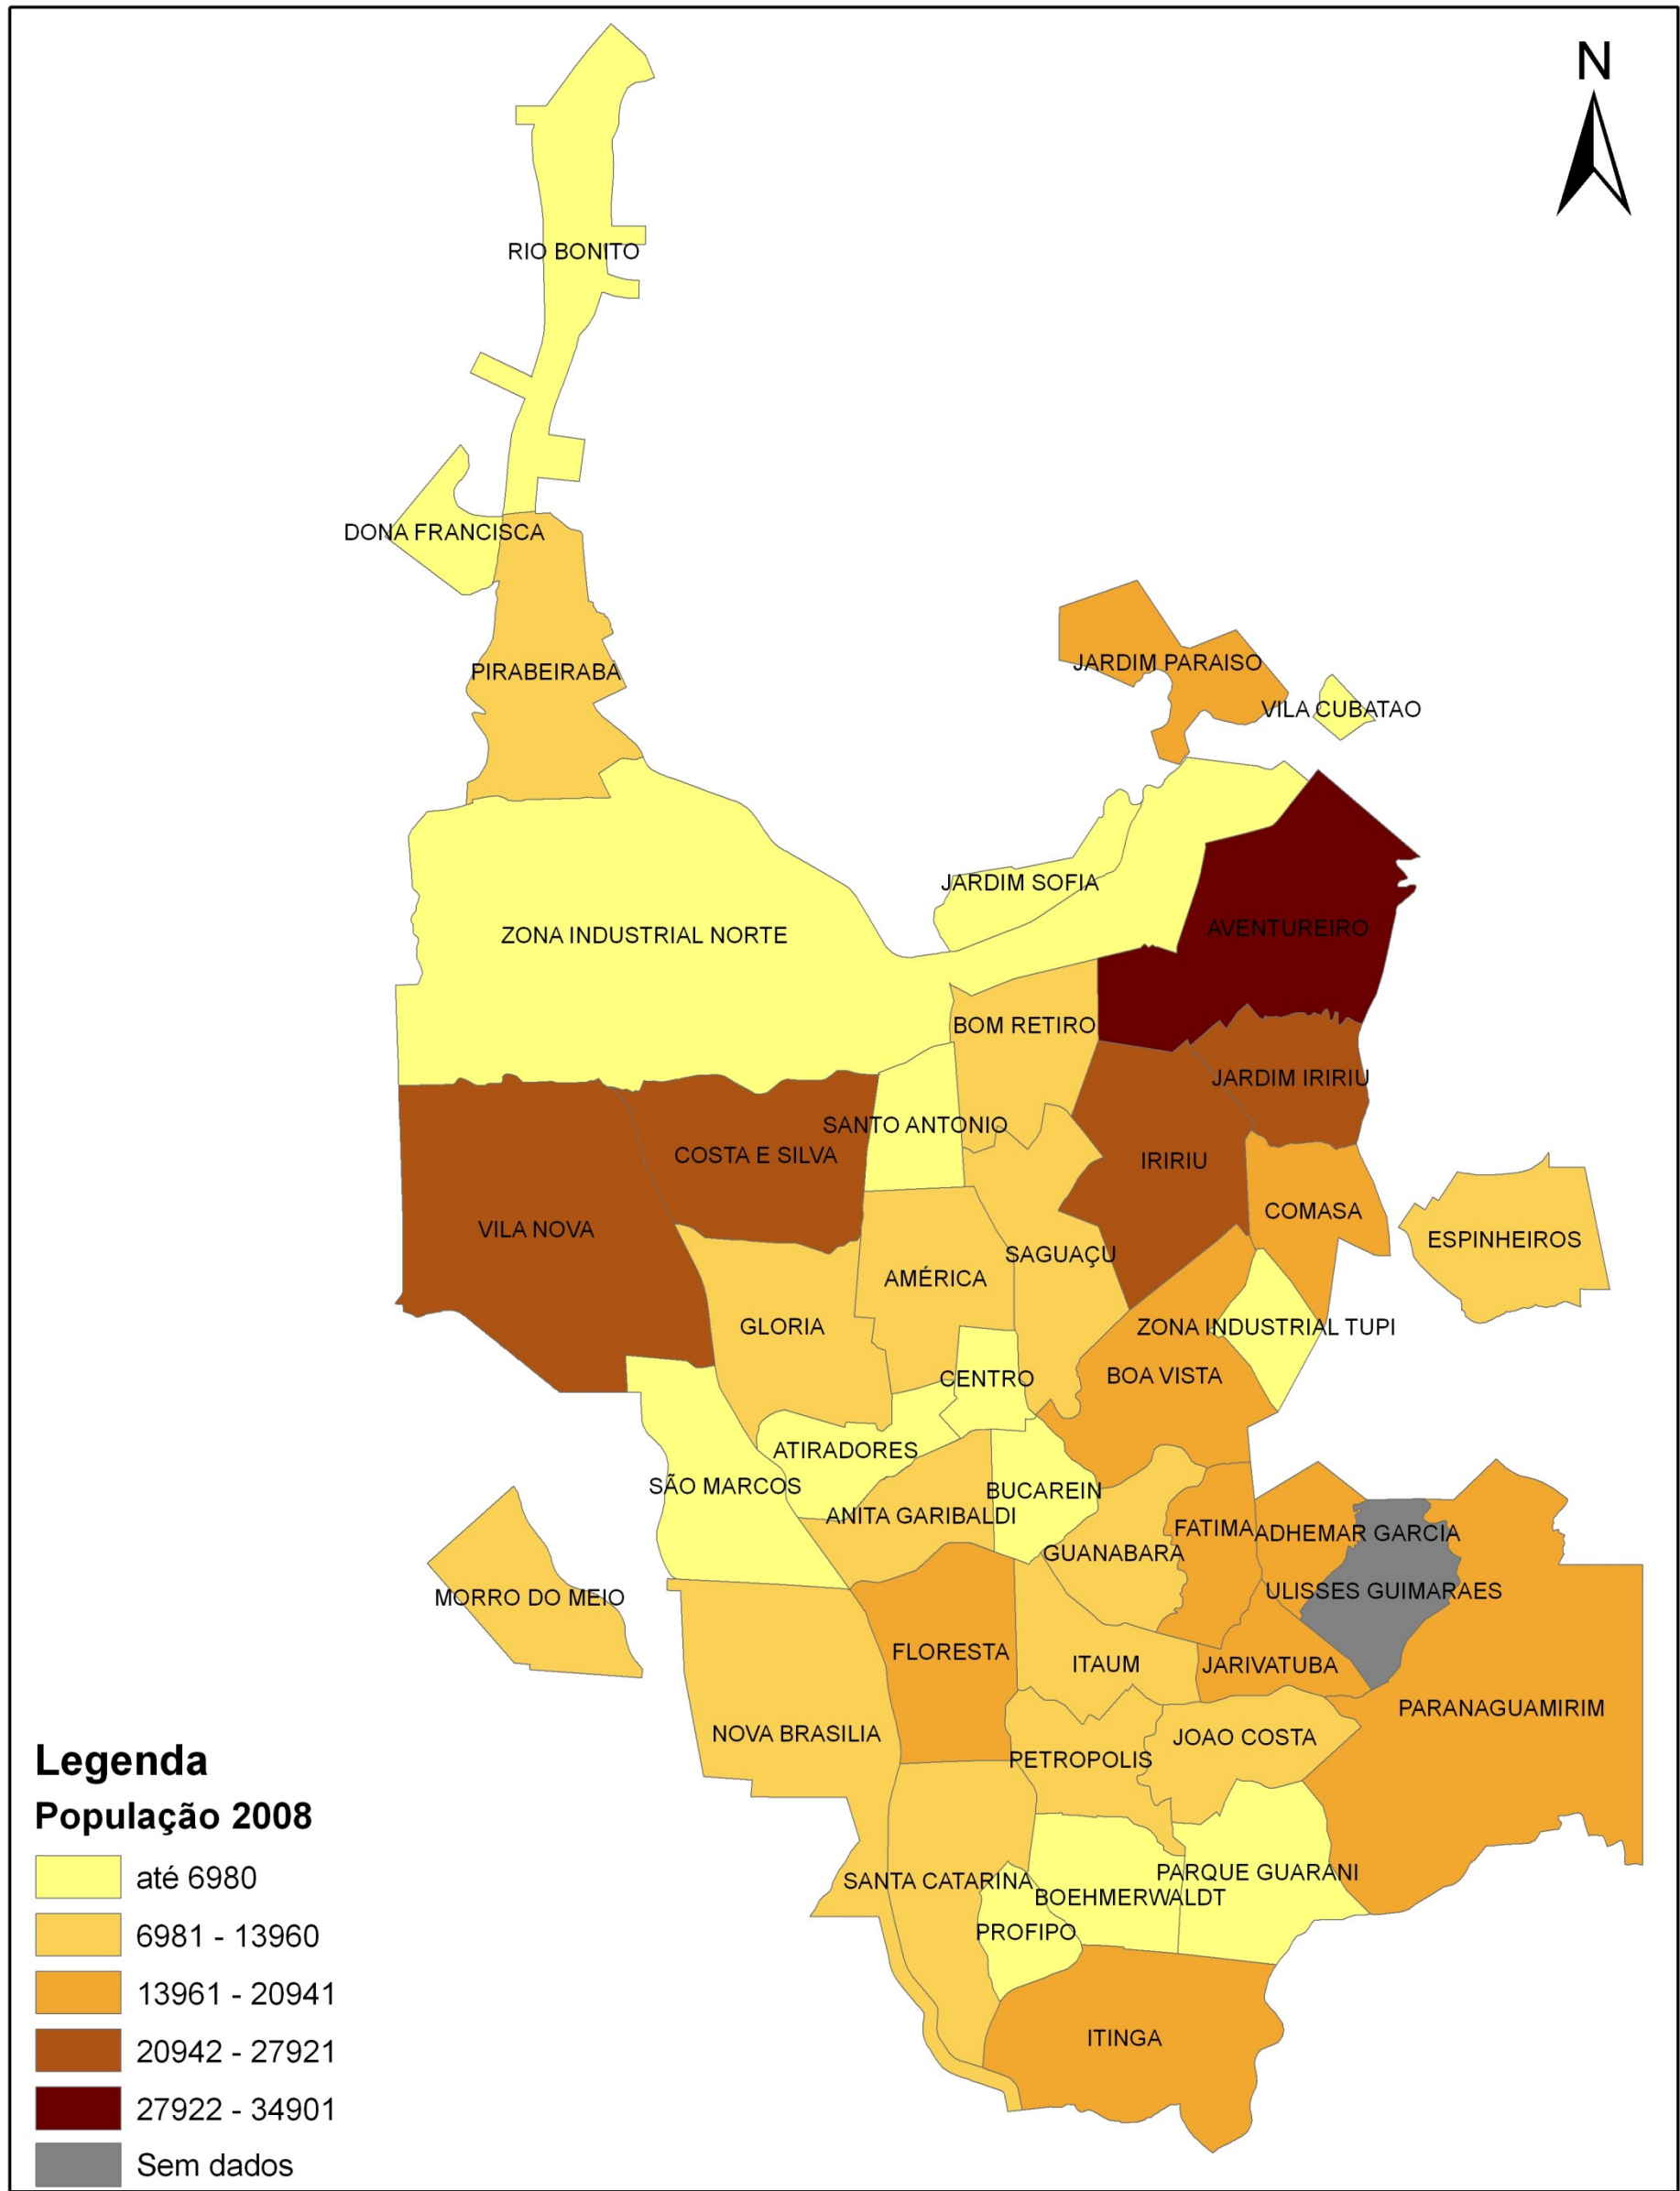 N
RIO BONITO
DONA FRANCISCA
JARDIM PARAISO
PIRABEIRABA
VILA CUBATAO
JARDIM SOFIA
AVENTUREIRO
ZONA INDUSTRIAL NORTE
BOM RETIRO
JARDIM IRIRIU
SANTO ANTONIO
COSTA E SILVA
IRIRIU
COMASA
VILA NOVA
ESPINHEIROS
SAGUAÇU
AMÉRICA
GLORIA
ZONA INDUSTRIAL TUPI
BOA VISTA
CENTRO
ATIRADORES
SÃO MARCOS
BUCAREIN
ANITA GARIBALDI
FATIMA
ADHEMAR GARCIA
GUANABARA
ULISSES GUIMARAES
MORRO DO MEIO
FLORESTA
ITAUM
JARIVATUBA
PARANAGUAMIRIM
NOVA BRASILIA
JOAO COSTA
PETROPOLIS
PARQUE GUARANI
SANTA CATARINA
BOEHMERWALDT
PROFIPO
ITINGA
Legenda
População 2008
até 6980
6981 - 13960
13961 - 20941
20942 - 27921
27922 - 34901
Sem dados